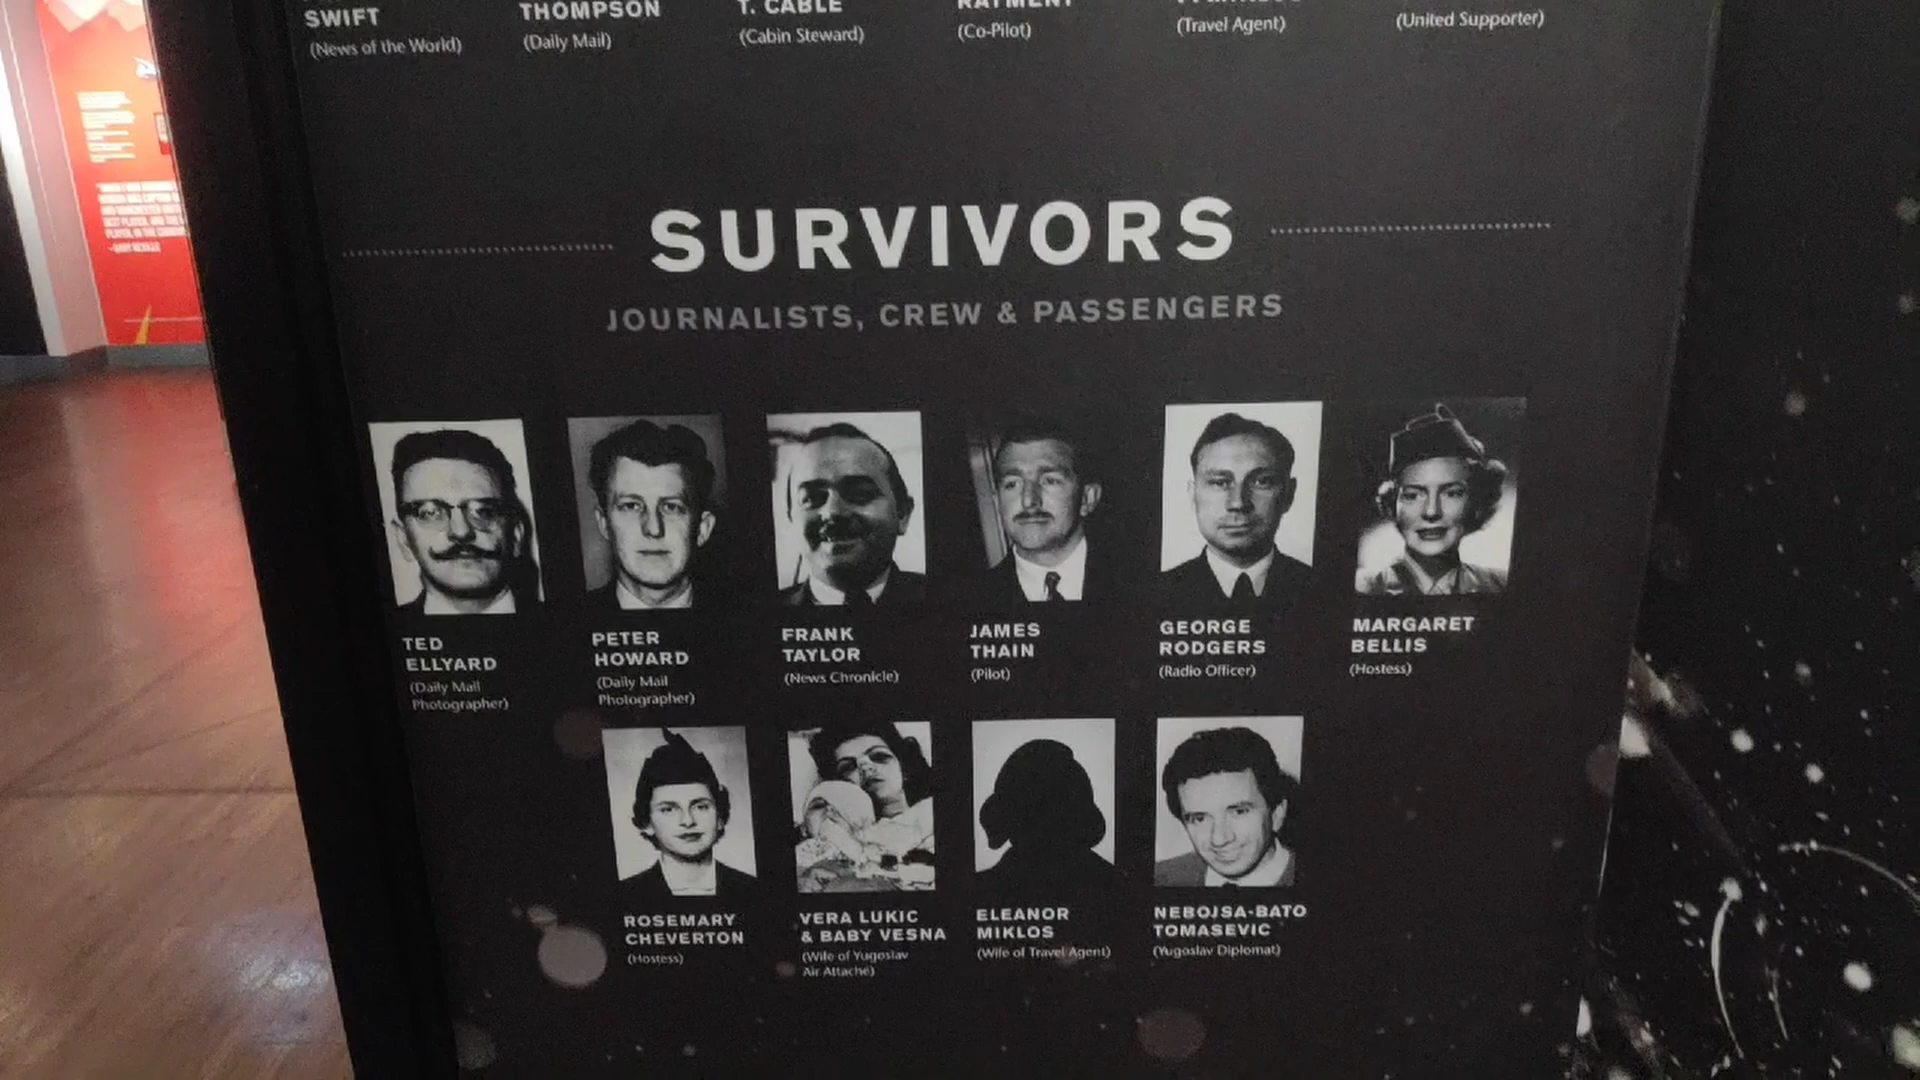 SWIFT
(News of the World)
THOMPSON
(Daily Mail)
T. CABLE
(Cabin Steward)
RAYMENT
(Co-Pilot)
(Travel Agent)
(United Supporter)
SURVIVORS
JOURNALISTS, CREW & PASSENGERS
TED
ELLYARD
(Daily Mail
Photographer)
PETER
HOWARD
(Daily Mail
Photographer)
FRANK
TAYLOR
(News Chronicle)
JAMES
THAIN
(Pilot)
GEORGE
RODGERS
(Radio Officer)
MARGARET
BELLIS
(Hostess)
ROSEMARY
CHEVERTON
(Hostess)
VERA LUKIC
& BABY VESNA
(Wife of Yugoslav
Air Attaché)
ELEANOR
MIKLOS
(Wife of Travel Agent)
NEBOJSA-BATO
TOMASEVIC
(Yugoslav Diplomat)